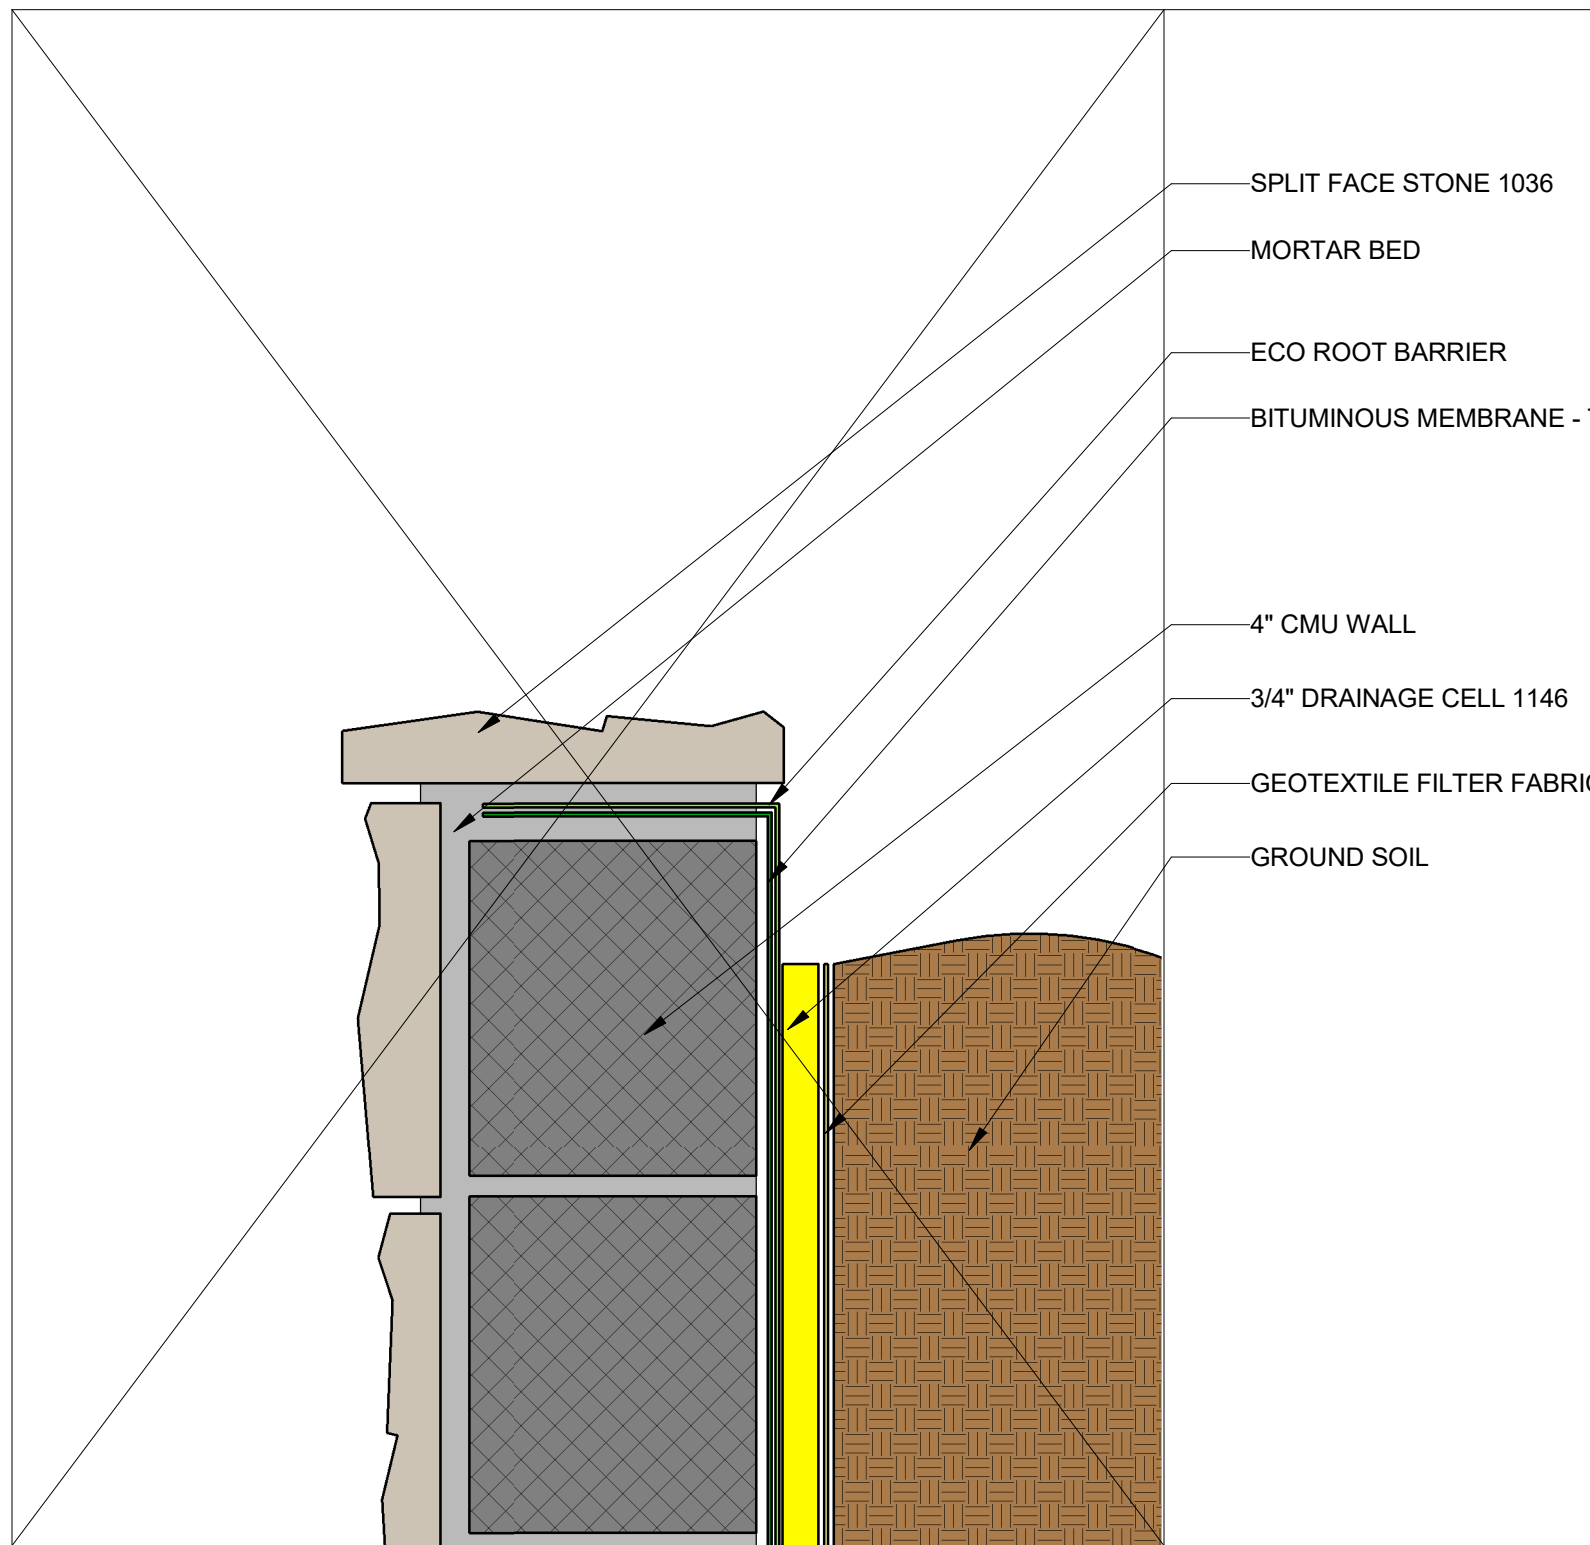 SPLIT FACE STONE 1036
MORTAR BED
ECO ROOT BARRIER
BITUMINOUS MEMBRANE -
4" CMU WALL
3/4" DRAINAGE CELL 1146
GEOTEXTILE FILTER FABRIC
GROUND SOIL